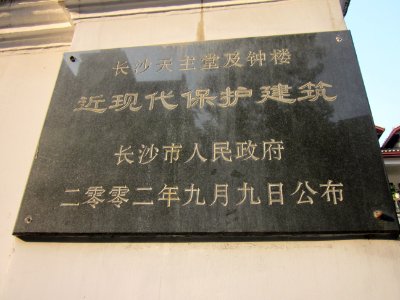 长沙天主堂及钟楼
近现代保护建筑
长沙市人民政府
二零零二年九月九日公布